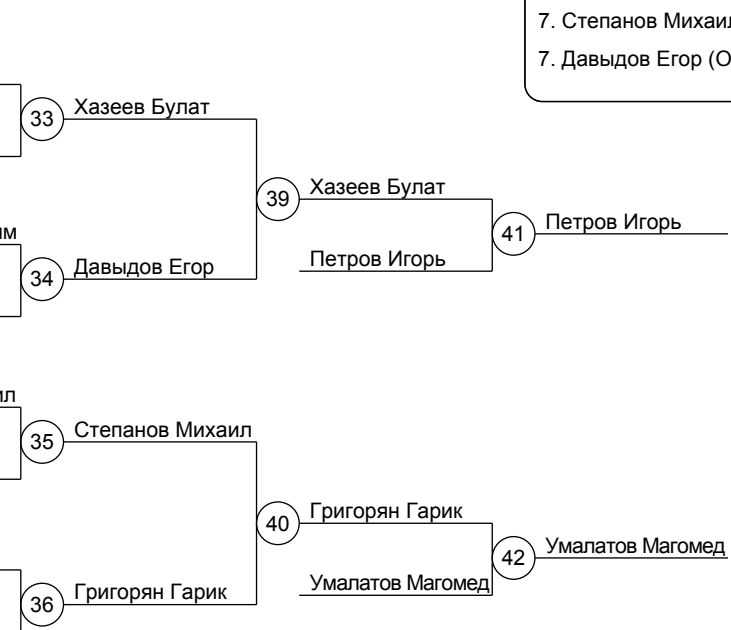 7. Степанов Михаил
7. Давыдов Егор (О
33 Хазеев Булат
39 Хазеев Булат
41 Петров Игорь
Петров Игорь
34 Давыдов Егор
35 Степанов Михаил
40 Григорян Гарик
42 Умалатов Магомед
Умалатов Магомед
36 Григорян Гарик